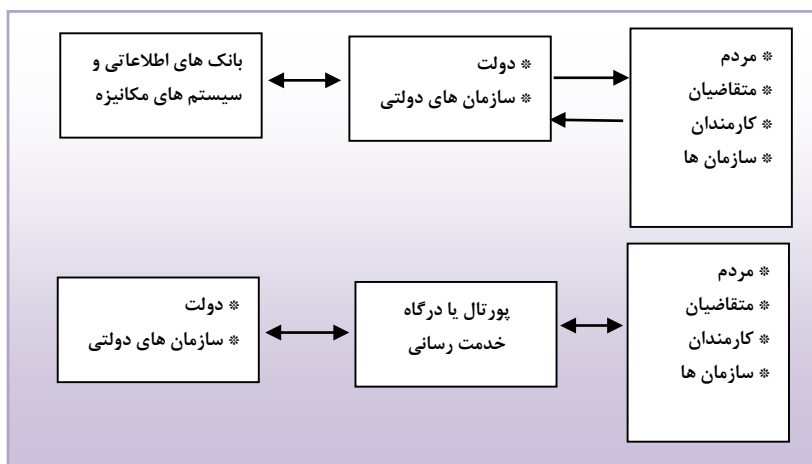 * مردم
* متقاضیان
* کارمندان
* سازمان ها
* دولت
* سازمان های دولتی
بانک های اطلاعاتی و
سیستم های مکانیزه
* مردم
* متقاضیان
* کارمندان
* سازمان ها
پورتال یا درگاه
خدمت رسانی
* دولت
* سازمان های دولتی